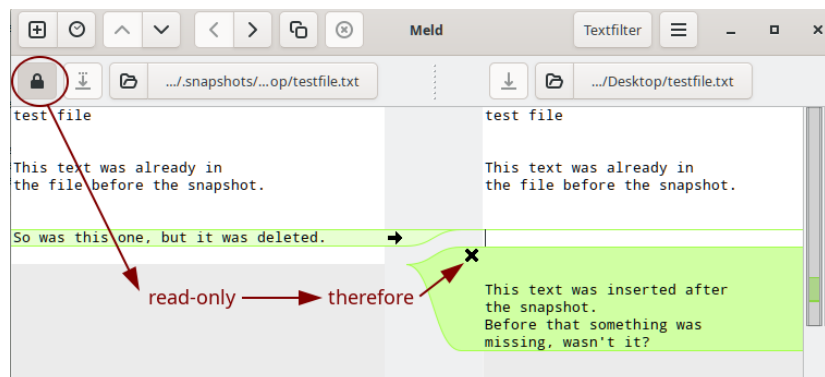 Meld
Textfilter
.../.snapshots/...op/testfile.txt
.../Desktop/testfile.txt
test file
This text was already in
the file before the snapshot.
So was this one, but it was deleted.
test file
This text was already in
the file before the snapshot.
This text was inserted after
the snapshot.
Before that something was
missing, wasn't it?
read-only
therefore